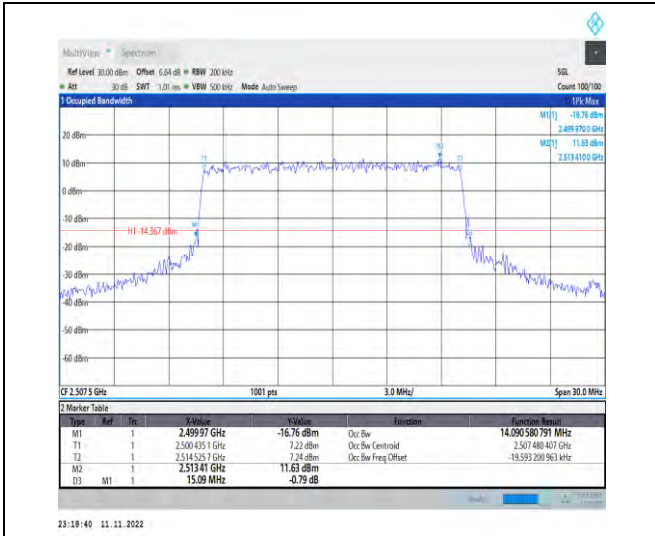 MultiView Spectrum
Ref Level 30.00 dBm Offset 6.64 dB RBW 200 kHz SGL
Att 30 dB SWT 1.01 ms VBW 500 kHz Mode Auto Sweep Count 100/100
1 Occupied Bandwidth 1Pk Max
M1[1] -16.76 dBm
2.499 970 0 GHz
M2[1] 11.63 dBm
2.513 410 0 GHz
20 dBm
10 dBm
0 dBm
-10 dBm
H1 -14.367 dBm
-20 dBm
-30 dBm
-40 dBm
-50 dBm
-60 dBm
M1
T1
M2
T2
CF 2.507 5 GHz 1001 pts 3.0 MHz/ Span 30.0 MHz
2 Marker Table
Type Ref Trc X-Value Y-Value Function Function Result
M1 1 2.499 97 GHz -16.76 dBm Occ Bw 14.090 580 791 MHz
T1 1 2.500 435 1 GHz 7.22 dBm Occ Bw Centroid 2.507 480 407 GHz
T2 1 2.514 525 7 GHz 7.24 dBm Occ Bw Freq Offset -19.593 200 963 kHz
M2 1 2.513 41 GHz 11.63 dBm
D3 M1 1 15.09 MHz -0.79 dB
23:18:40 11.11.2022